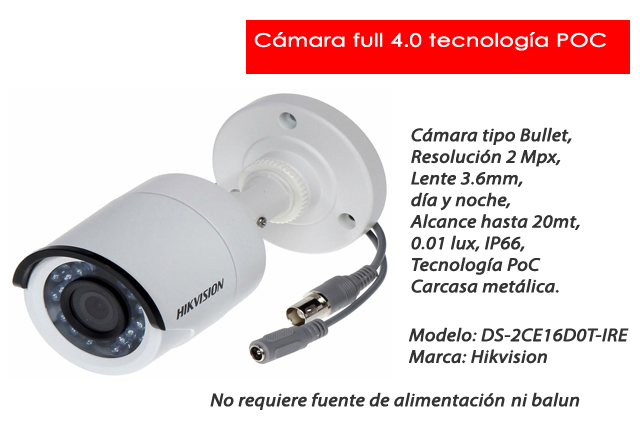 Cámara full 4.0 tecnología POC
Cámara tipo Bullet,
Resolución 2 Mpx,
Lente 3.6mm,
día y noche,
Alcance hasta 20mt,
0.01 lux, IP66,
Tecnología PoC
Carcasa metálica.
HIKVISION
Modelo: DS-2CE16D0T-IRE
Marca: Hikvision
No requiere fuente de alimentación ni balun